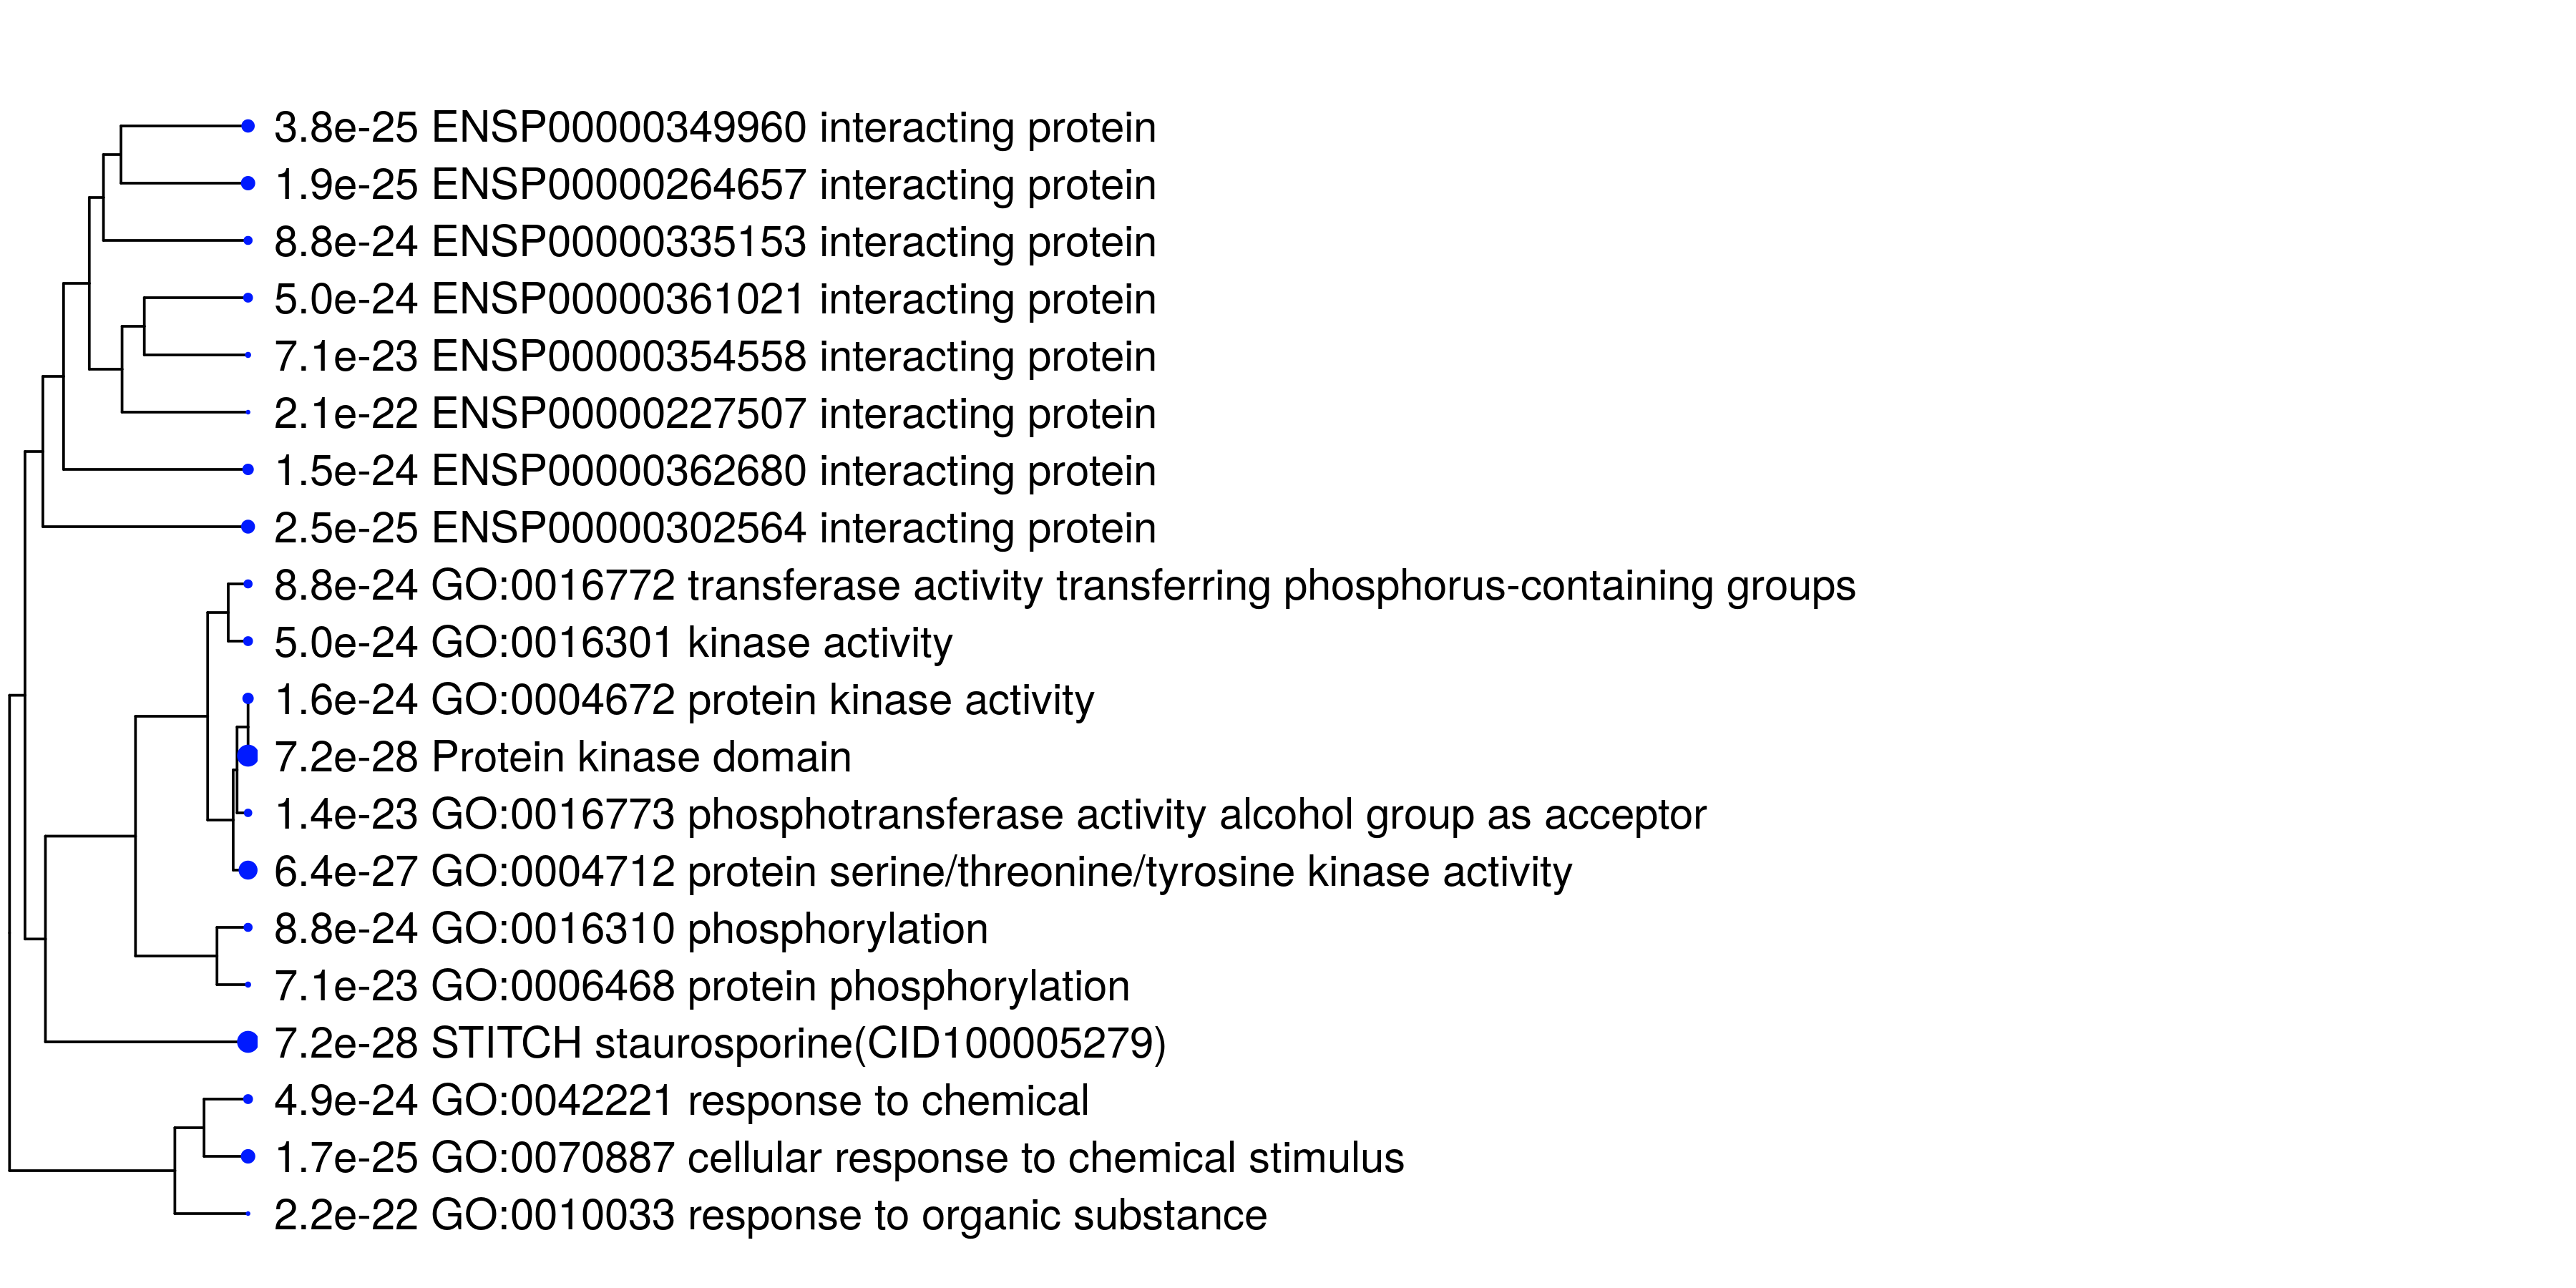 3.8e-25 ENSP00000349960 interacting protein
1.9e-25 ENSP00000264657 interacting protein
8.8e-24 ENSP00000335153 interacting protein
5.0e-24 ENSP00000361021 interacting protein
7.1e-23 ENSP00000354558 interacting protein
2.1e-22 ENSP00000227507 interacting protein
1.5e-24 ENSP00000362680 interacting protein
2.5e-25 ENSP00000302564 interacting protein
8.8e-24 GO:0016772 transferase activity transferring phosphorus-containing groups
5.0e-24 GO:0016301 kinase activity
1.6e-24 GO:0004672 protein kinase activity
7.2e-28 Protein kinase domain
1.4e-23 GO:0016773 phosphotransferase activity alcohol group as acceptor
6.4e-27 GO:0004712 protein serine/threonine/tyrosine kinase activity
8.8e-24 GO:0016310 phosphorylation
7.1e-23 GO:0006468 protein phosphorylation
7.2e-28 STITCH staurosporine(CID100005279)
4.9e-24 GO:0042221 response to chemical
1.7e-25 GO:0070887 cellular response to chemical stimulus
2.2e-22 GO:0010033 response to organic substance